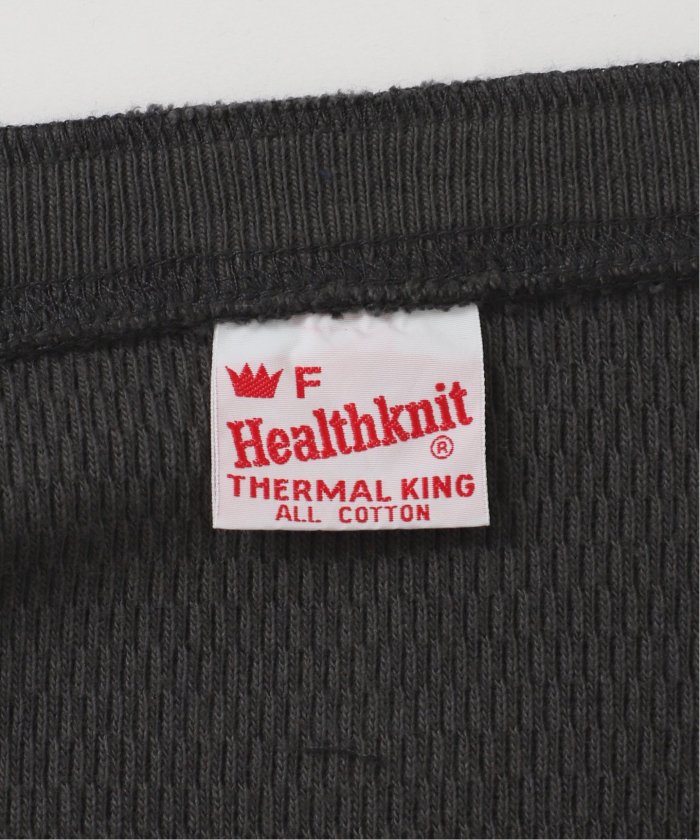 F
Healthknit
®
THERMAL KING
ALL COTTON